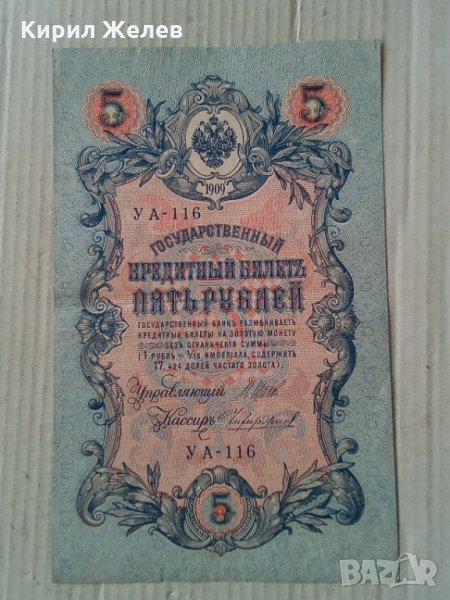 Кирил Желев
5 5
1909
УА-116
ГОСУДАРСТВЕННЫЙ
КРЕДИТНЫЙ БИЛЕТЪ
ПЯТЬ РУБЛЕЙ
ГОСУДАРСТВЕННЫЙ БАНКЪ РАЗМѢНИВАЕТЪ
КРЕДИТНЫЕ БИЛЕТЫ НА ЗОЛОТУЮ МОНЕТУ
БЕЗЪ ОГРАНИЧЕНІЯ СУММЫ
(1 РУБЛЬ = 1/15 ИМПЕРІАЛА, СОДЕРЖИТЪ
17,424 ДОЛЕЙ ЧИСТАГО ЗОЛОТА).
Управляющій
Кассиръ
УА-116
5
BAZAR